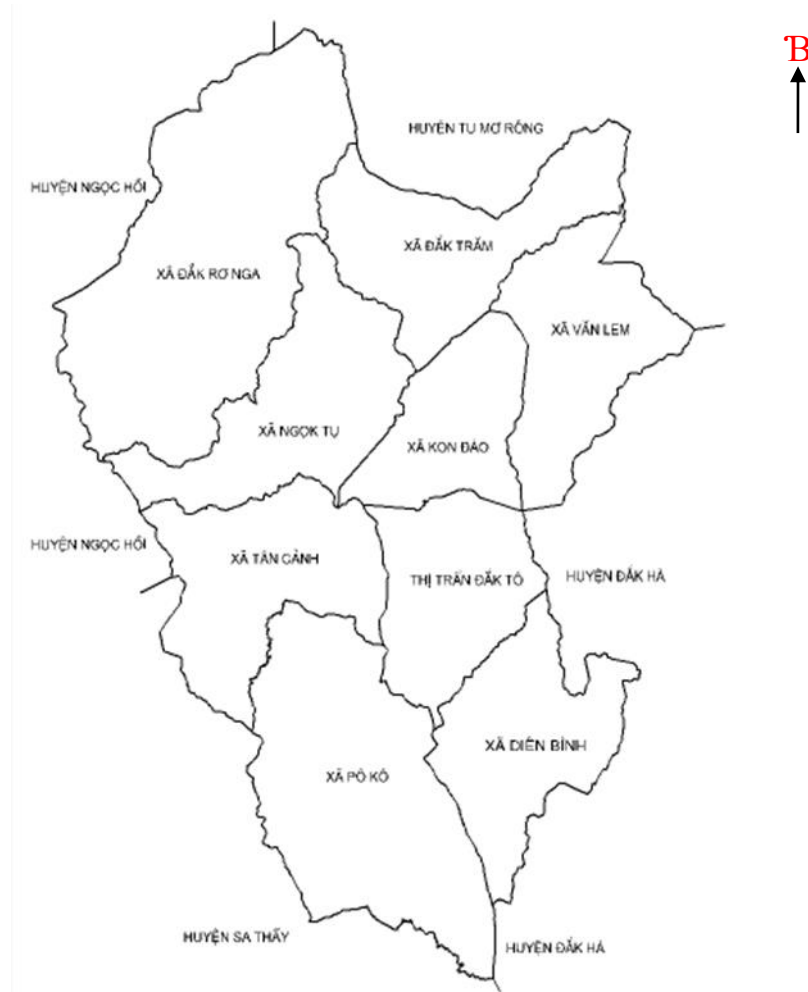 B
HUYỆN TU MƠ RÔNG
HUYỆN NGỌC HỒI
XÃ ĐẮK TRĂM
XÃ ĐẮK RƠ NGA
XÃ VĂN LEM
XÃ NGỌK TỤ
XÃ KON ĐÀO
HUYỆN NGỌC HỒI
XÃ TÂN CẢNH
THỊ TRẤN ĐẮK TÔ
HUYỆN ĐẮK HÀ
XÃ DIÊN BÌNH
XÃ PÔ KÔ
HUYỆN SA THẦY
HUYỆN ĐẮK HÀ